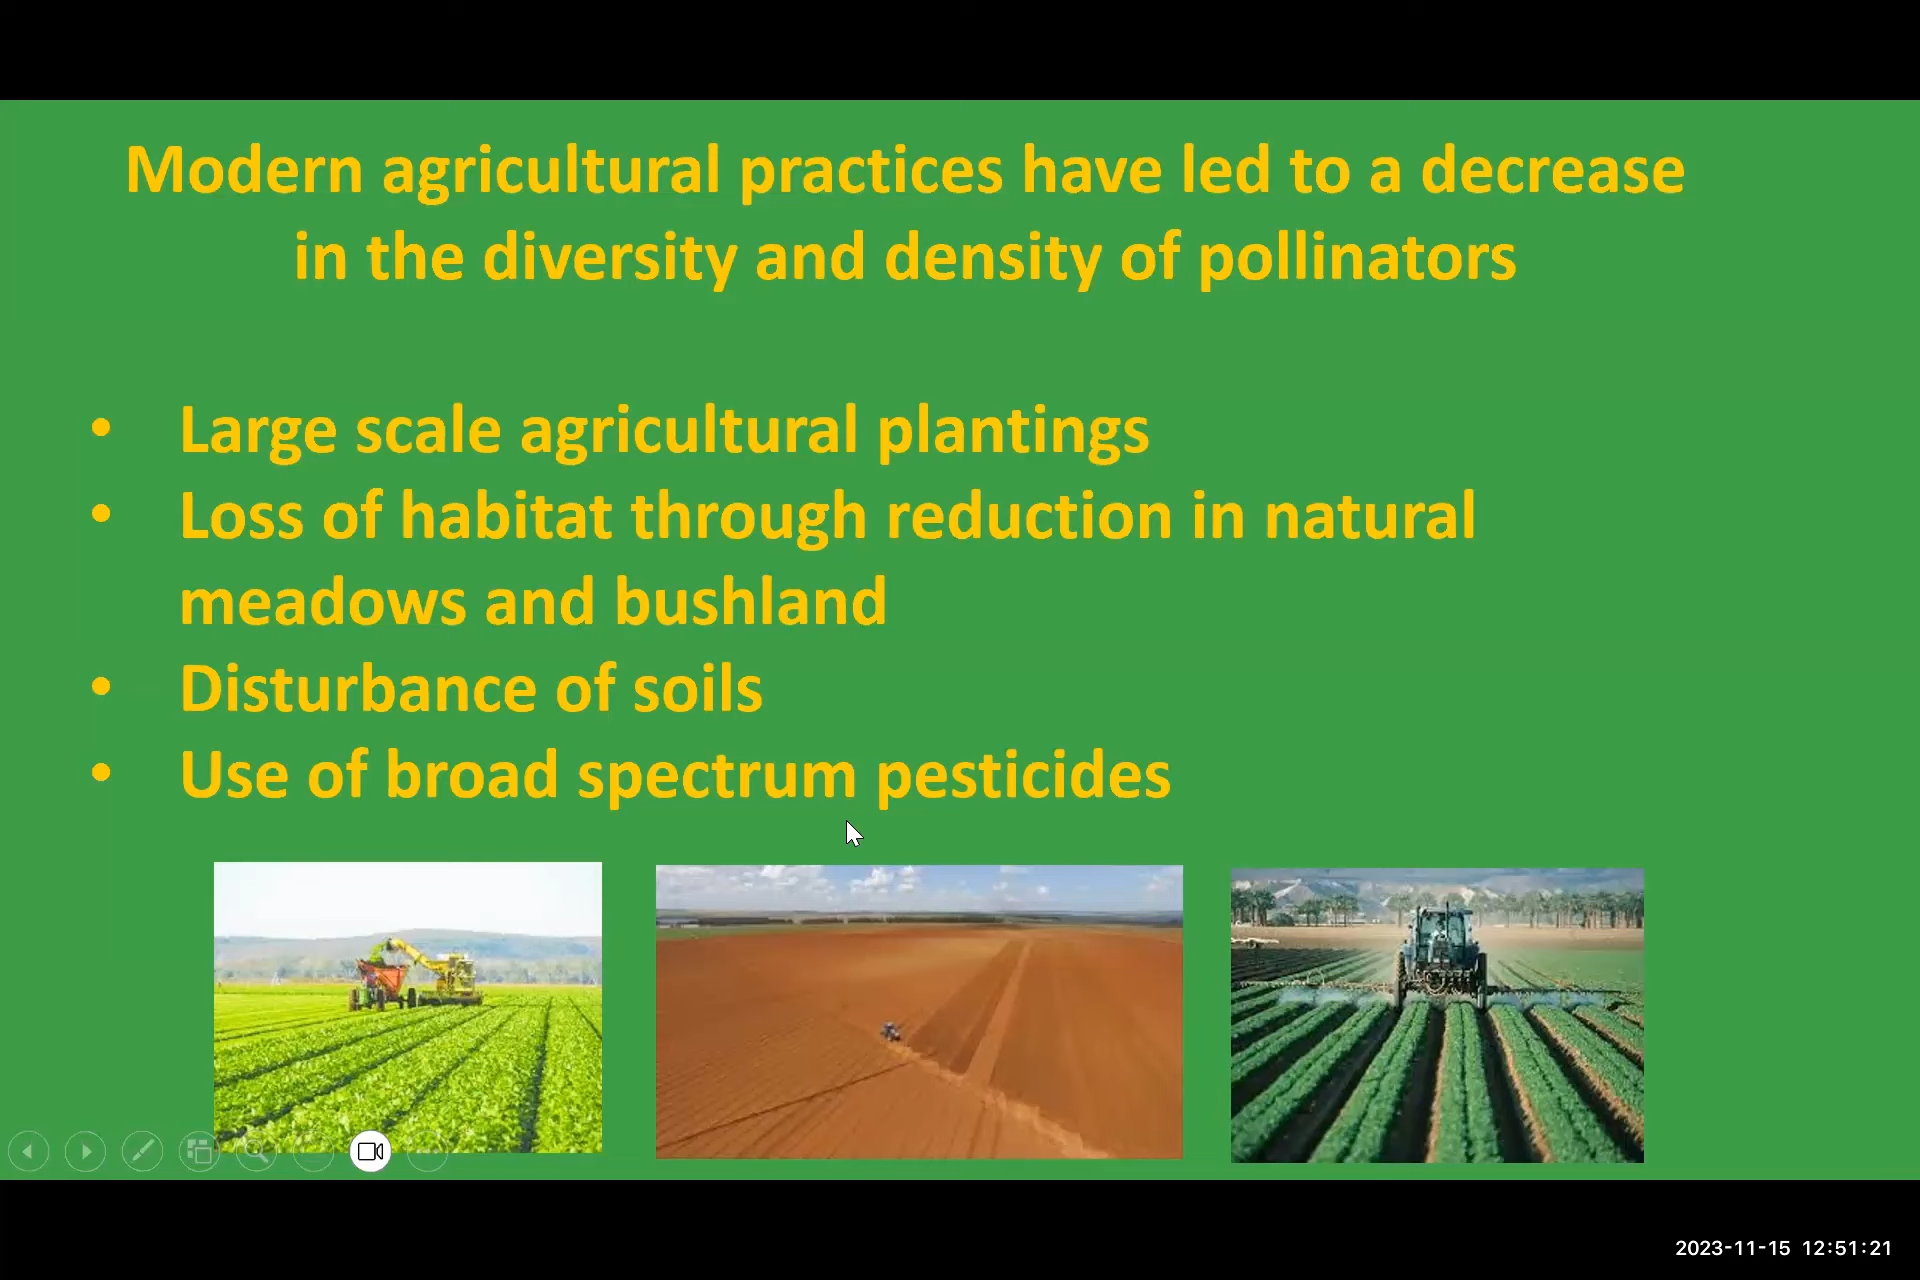 Modern agricultural practices have led to a decrease
in the diversity and density of pollinators
• Large scale agricultural plantings
• Loss of habitat through reduction in natural
meadows and bushland
• Disturbance of soils
• Use of broad spectrum pesticides
2023-11-15 12:51:21